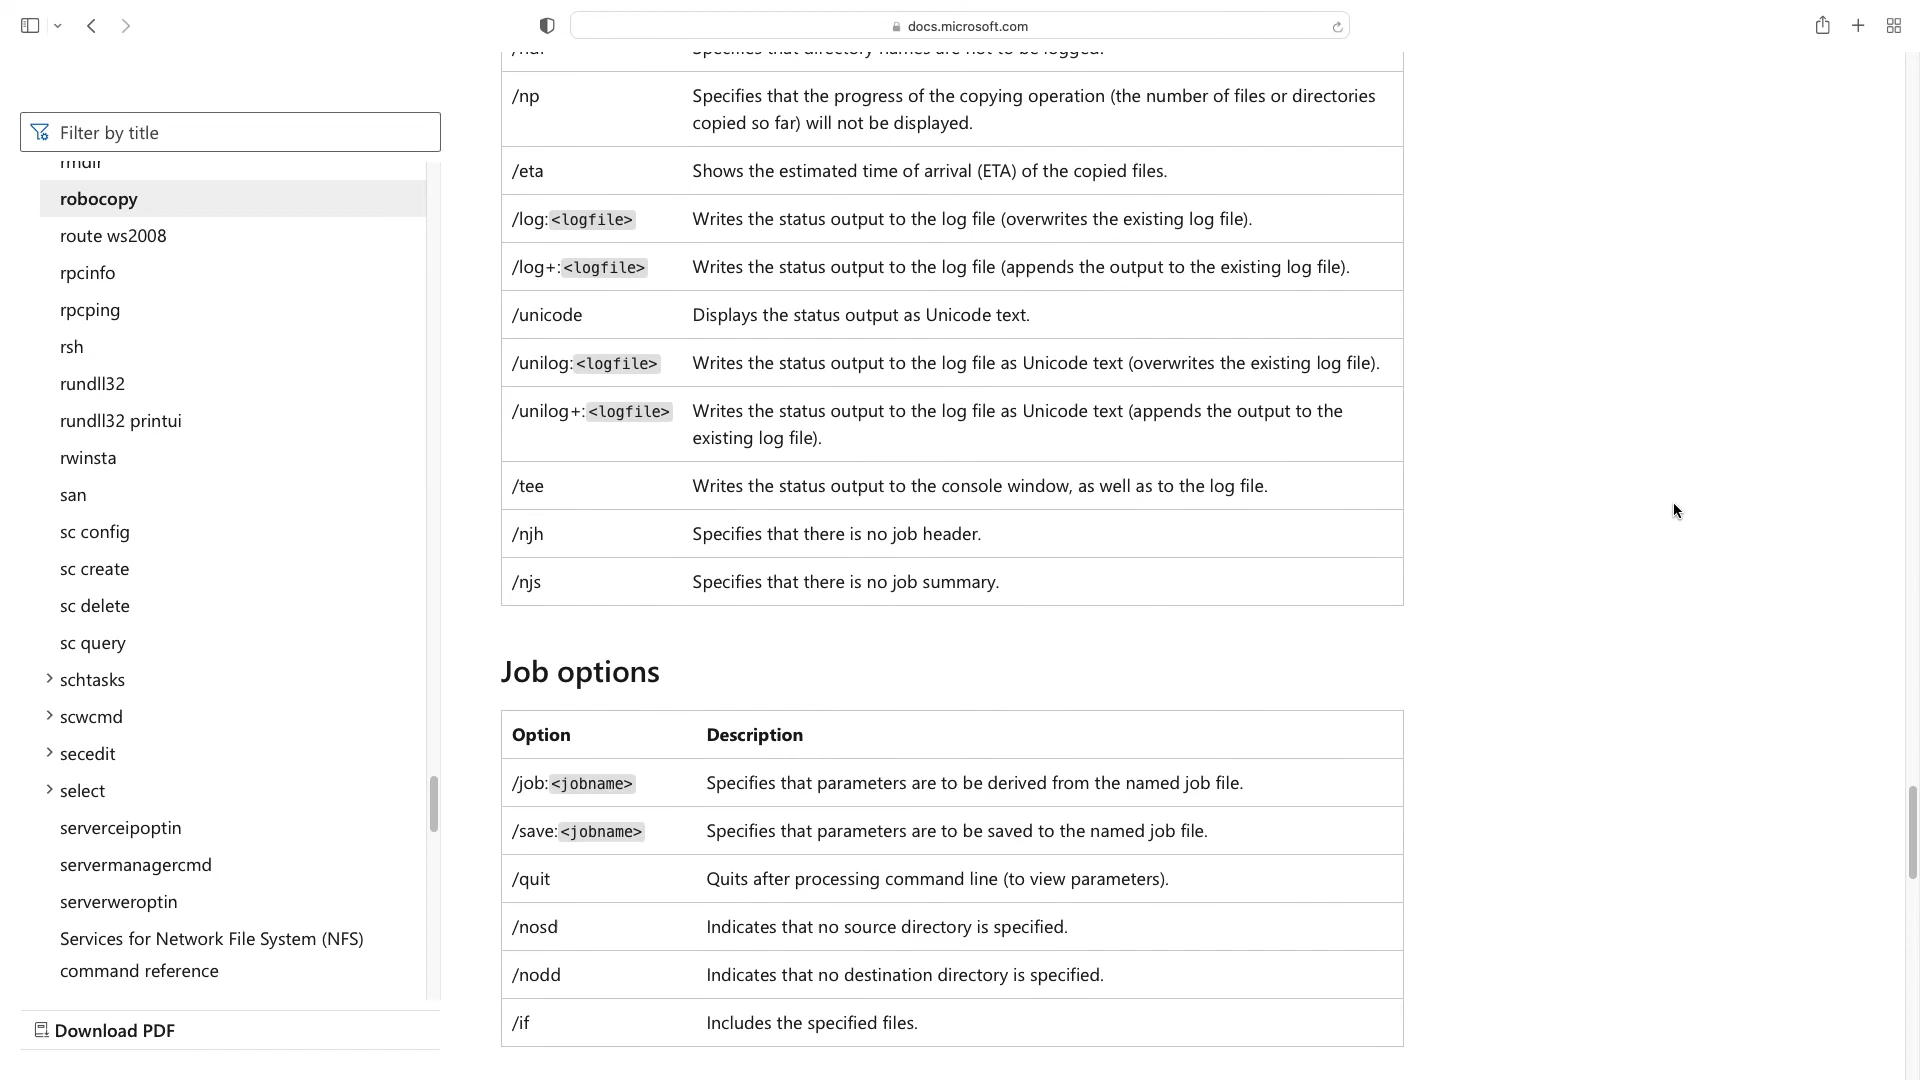 docs.microsoft.com
Filter by title
rmdir
robocopy
route ws2008
rpcinfo
rpcping
rsh
rundll32
rundll32 printui
rwinsta
san
sc config
sc create
sc delete
sc query
schtasks
scwcmd
secedit
select
serverceipoptin
servermanagercmd
serverweroptin
Services for Network File System (NFS)
command reference
Download PDF
/ndl Specifies that directory names are not to be logged.
/np Specifies that the progress of the copying operation (the number of files or directories
copied so far) will not be displayed.
/eta Shows the estimated time of arrival (ETA) of the copied files.
/log:<logfile> Writes the status output to the log file (overwrites the existing log file).
/log+:<logfile> Writes the status output to the log file (appends the output to the existing log file).
/unicode Displays the status output as Unicode text.
/unilog:<logfile> Writes the status output to the log file as Unicode text (overwrites the existing log file).
/unilog+:<logfile> Writes the status output to the log file as Unicode text (appends the output to the
existing log file).
/tee Writes the status output to the console window, as well as to the log file.
/njh Specifies that there is no job header.
/njs Specifies that there is no job summary.
Job options
Option Description
/job:<jobname> Specifies that parameters are to be derived from the named job file.
/save:<jobname> Specifies that parameters are to be saved to the named job file.
/quit Quits after processing command line (to view parameters).
/nosd Indicates that no source directory is specified.
/nodd Indicates that no destination directory is specified.
/if Includes the specified files.